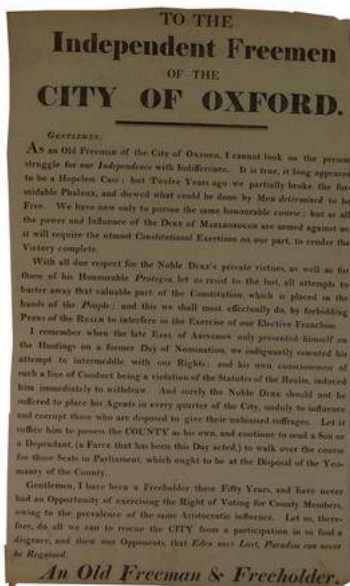 TO THE
Independent Freemen
OF THE
CITY OF OXFORD.
GENTLEMEN,
AS an Old Freeman of the City of OXFORD, I cannot look on the present
struggle for our Independence with Indifference. It is true, it long appeared
to be a Hopeless Case; but Twelve Years ago we partially broke the for-
midable Phalanx, and shewed what could be done by Men determined to be
Free. We have now only to pursue the same honourable course; but as all
the power and Influence of the DUKE of MARLBOROUGH are armed against us,
it will require the utmost Constitutional Exertions on our part, to render the
Victory complete.
With all due respect for the Noble DUKE's private virtues, as well as for
those of his Honourable Protegee, let us resist to the last, all attempts to
barter away that valuable part of the Constitution, which is placed in the
hands of the People; and this we shall most effectually do, by forbidding
PEERS of the REALM to interfere in the Exercise of our Elective Franchise.
I remember when the late EARL of ABINGDON only presented himself on
the Hustings on a former Day of Nomination, we indignantly resented his
attempt to intermeddle with our Rights; and his own consciousness of
such a line of Conduct being a violation of the Statutes of the Realm, induced
him immediately to withdraw. And surely the Noble DUKE should not be
suffered to place his Agents in every quarter of the City, unduly to influence
and corrupt those who are disposed to give their unbiassed suffrages. Let it
suffice him to possess the COUNTY as his own, and continue to send a Son or
a Dependant, (a FARCE that has been this Day acted,) to walk over the course
for those Seats in Parliament, which ought to be at the Disposal of the Yeo-
manry of the County.
Gentlemen, I have been a Freeholder these Fifty Years, and have never
had an Opportunity of exercising the Right of Voting for County Members,
owing to the prevalence of the same Aristocratic influence. Let us, there-
fore, do all we can to rescue the CITY from a participation in so foul a
disgrace, and shew our Opponents, that Eden once Lost, Paradise can never
be Regained.
An Old Freeman & Freeholder.